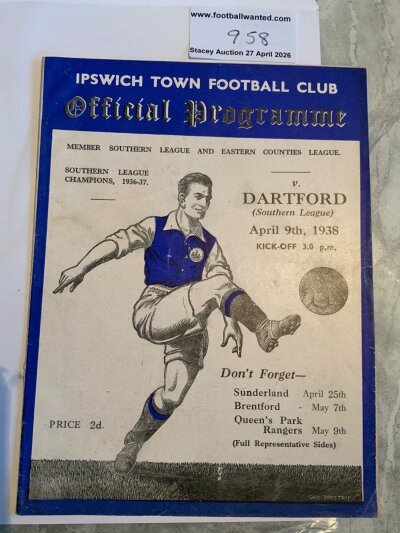 www.footballwanted.com
958
Stacey Auction 27 April 2026
IPSWICH TOWN FOOTBALL CLUB
Official Programme
MEMBER SOUTHERN LEAGUE AND EASTERN COUNTIES LEAGUE.
SOUTHERN LEAGUE
CHAMPIONS, 1936-37.
v.
DARTFORD
(Southern League)
April 9th, 1938
KICK-OFF 3.0 p.m.
Don't Forget—
Sunderland April 25th
Brentford - May 7th
Queen's Park
Rangers May 9th
(Full Representative Sides)
PRICE 2d.